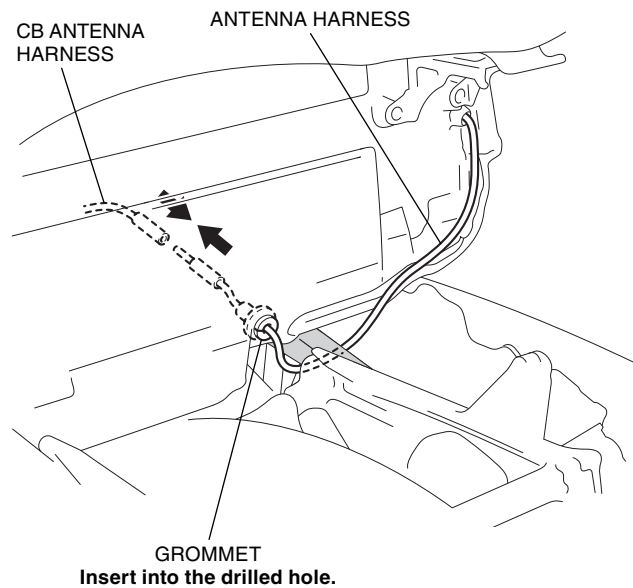 CB ANTENNA
HARNESS
ANTENNA HARNESS
GROMMET
Insert into the drilled hole.